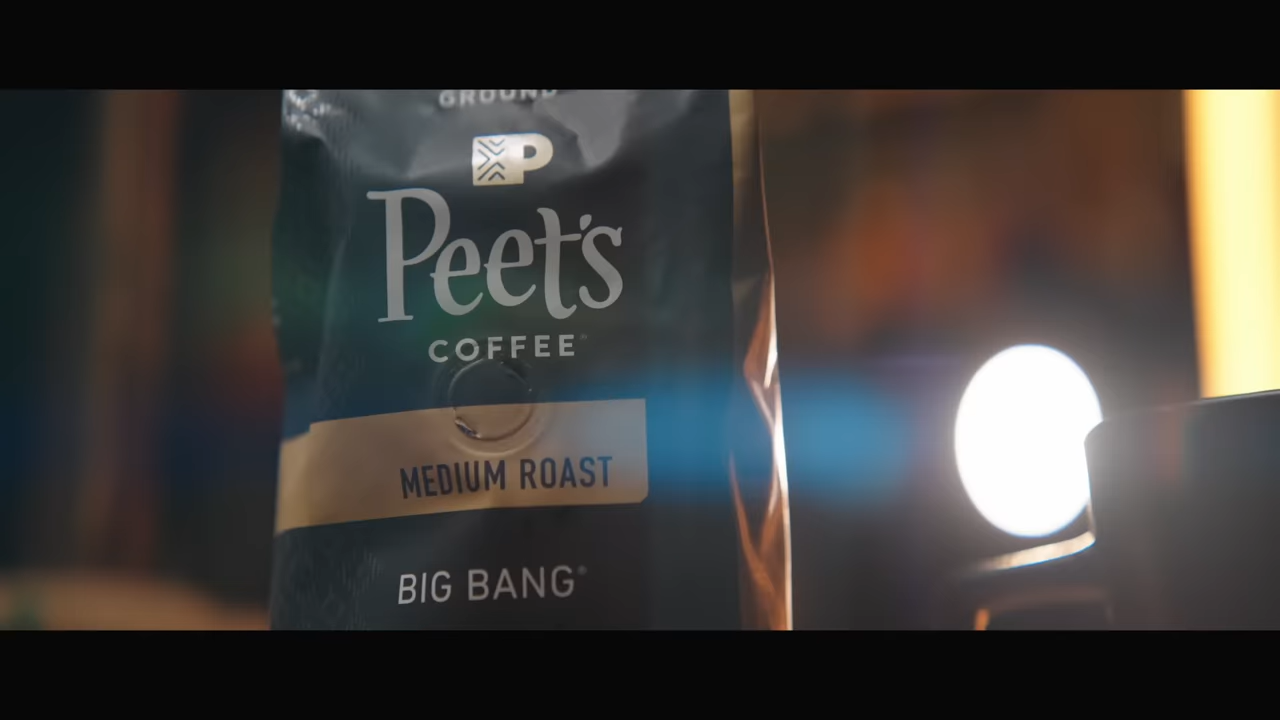 GROUND
P
Peet's
COFFEE®
MEDIUM ROAST
BIG BANG®